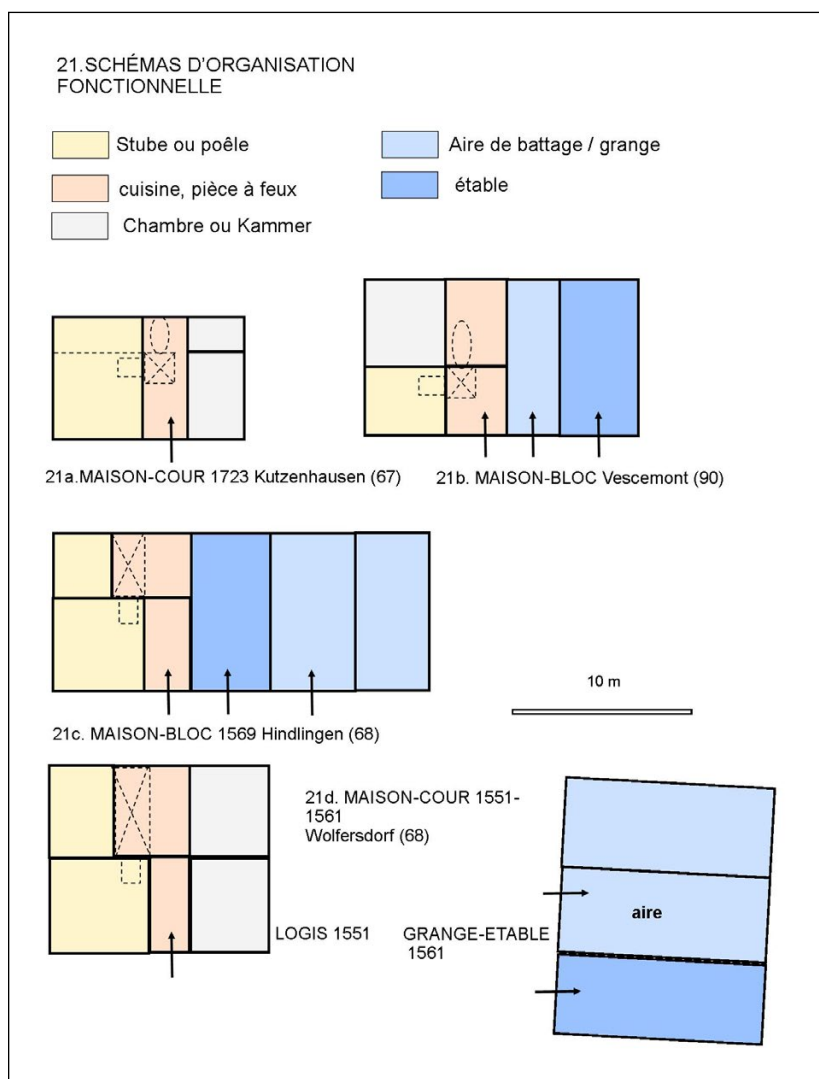 21.SCHÉMAS D'ORGANISATION
FONCTIONNELLE
Stube ou poêle
cuisine, pièce à feux
Chambre ou Kammer
Aire de battage / grange
étable
21a.MAISON-COUR 1723 Kutzenhausen (67)
21b. MAISON-BLOC Vescemont (90)
21c. MAISON-BLOC 1569 Hindlingen (68)
10 m
21d. MAISON-COUR 1551-
1561
Wolfersdorf (68)
LOGIS 1551
GRANGE-ETABLE
1561
aire